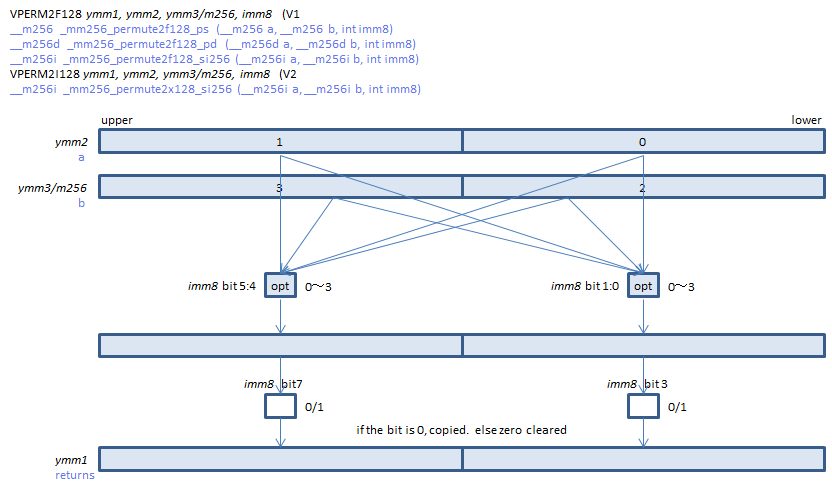 VPERM2F128 ymm1, ymm2, ymm3/m256, imm8 (V1
__m256 _mm256_permute2f128_ps (__m256 a, __m256 b, int imm8)
__m256d _mm256_permute2f128_pd (__m256d a, __m256d b, int imm8)
__m256i _mm256_permute2f128_si256 (__m256i a, __m256i b, int imm8)
VPERM2I128 ymm1, ymm2, ymm3/m256, imm8 (V2
__m256i _mm256_permute2x128_si256 (__m256i a, __m256i b, int imm8)
upper lower
ymm2 1 0
a
ymm3/m256 3 2
b
imm8 bit 5:4 opt 0~3 imm8 bit 1:0 opt 0~3
imm8 bit7 imm8 bit 3
0/1 0/1
if the bit is 0, copied. else zero cleared
ymm1
returns